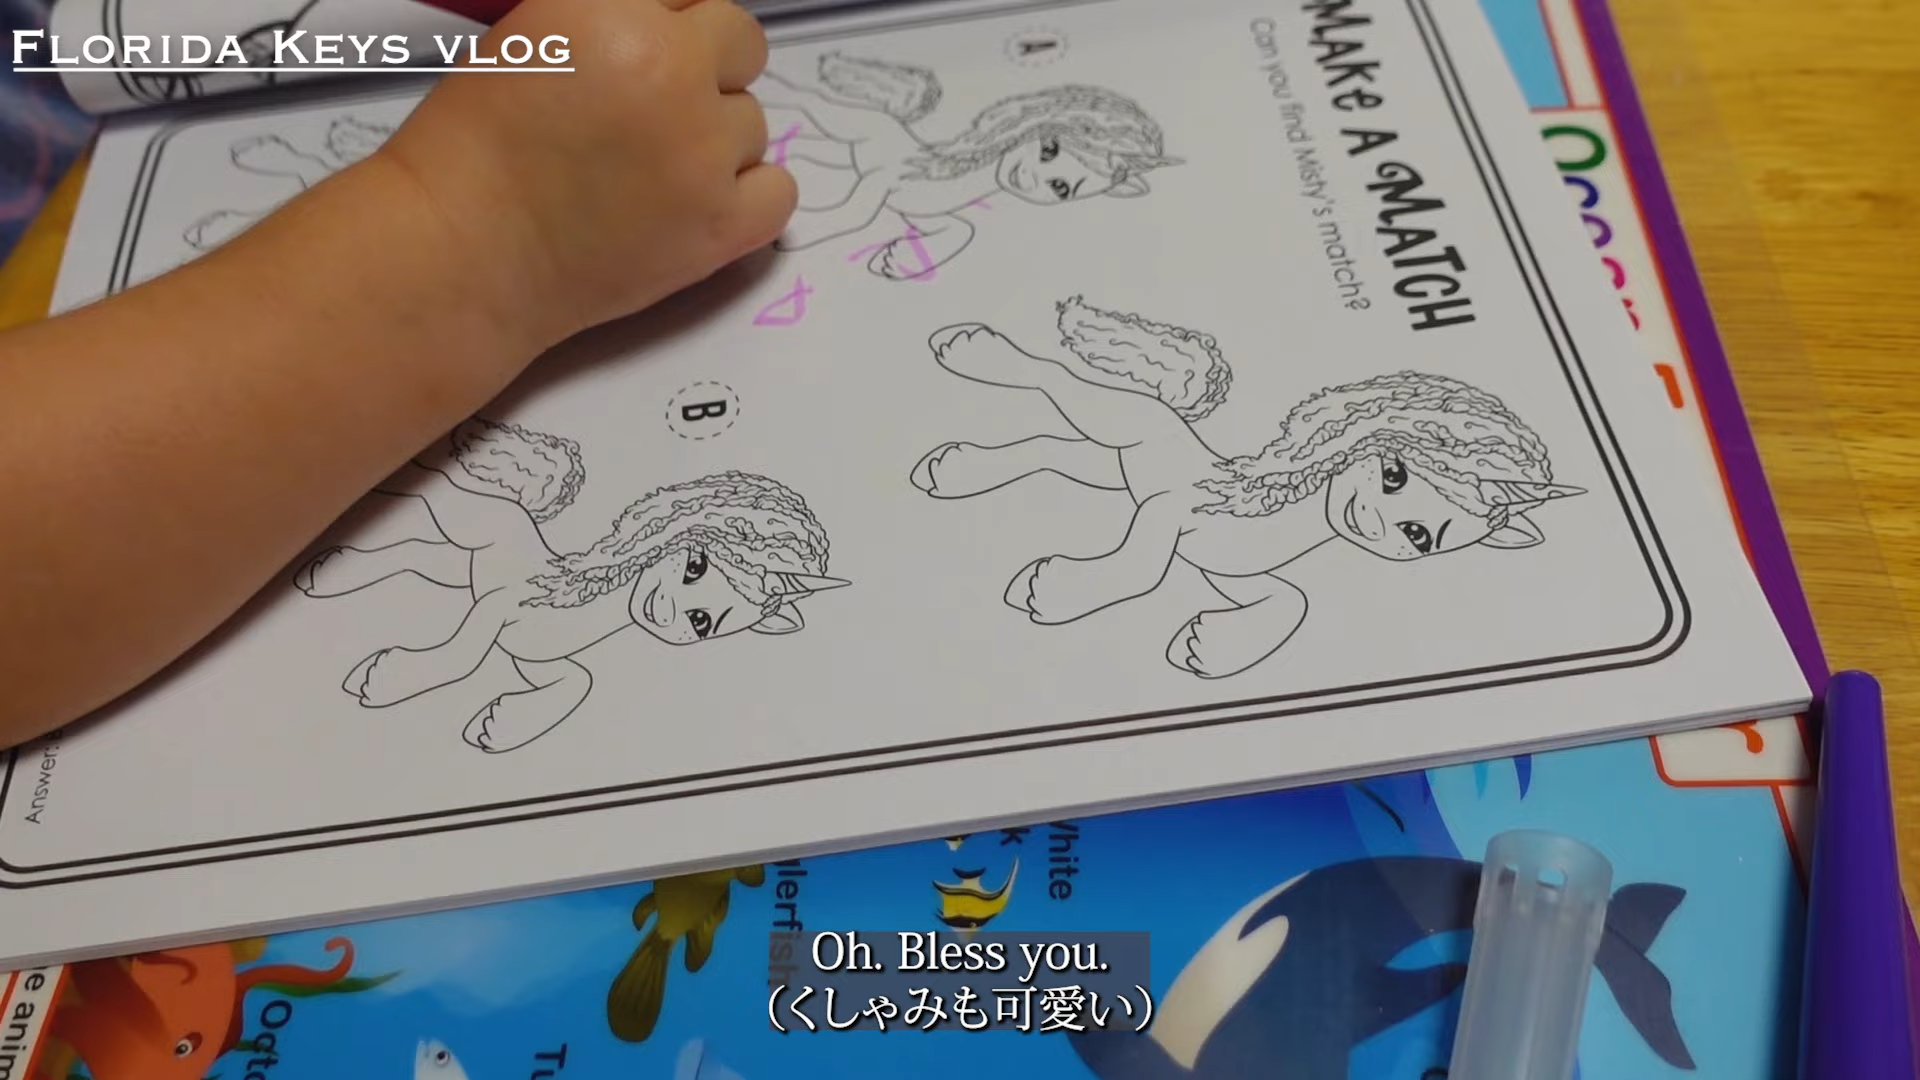 FLORIDA KEYS VLOG
MAKE A MATCH
Can you find Misty's match?
A
B
Answer:
White
Oh. Bless you.
（くしゃみも可愛い）